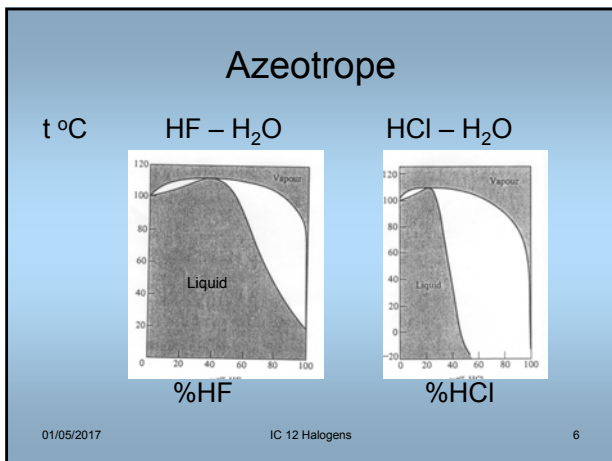 Azeotrope
t °C HF – H₂O HCl – H₂O
120
100
80
60
40
20
0 20 40 60 80 100
Vapour
Liquid
%HF
120
100
80
60
40
20
0
–20
0 20 40 60 80 100
Vapour
Liquid
%HCl
01/05/2017 IC 12 Halogens 6